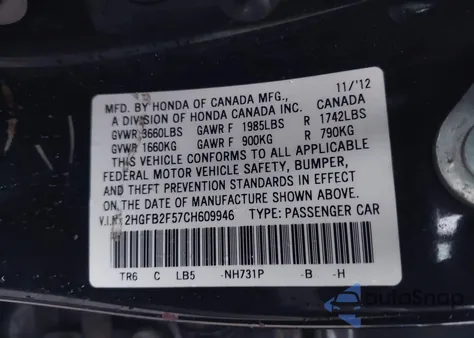 11/'12
MFD. BY HONDA OF CANADA MFG.,
A DIVISION OF HONDA CANADA INC. CANADA
GVWR 3660LBS GAWR F 1985LBS R 1742LBS
GVWR 1660KG GAWR F 900KG R 790KG
THIS VEHICLE CONFORMS TO ALL APPLICABLE
FEDERAL MOTOR VEHICLE SAFETY, BUMPER,
AND THEFT PREVENTION STANDARDS IN EFFECT
ON THE DATE OF MANUFACTURE SHOWN ABOVE.
V.I.N: 2HGFB2F57CH609946 TYPE: PASSENGER CAR
TR6 C LB5 -NH731P -B -H
autoSnap